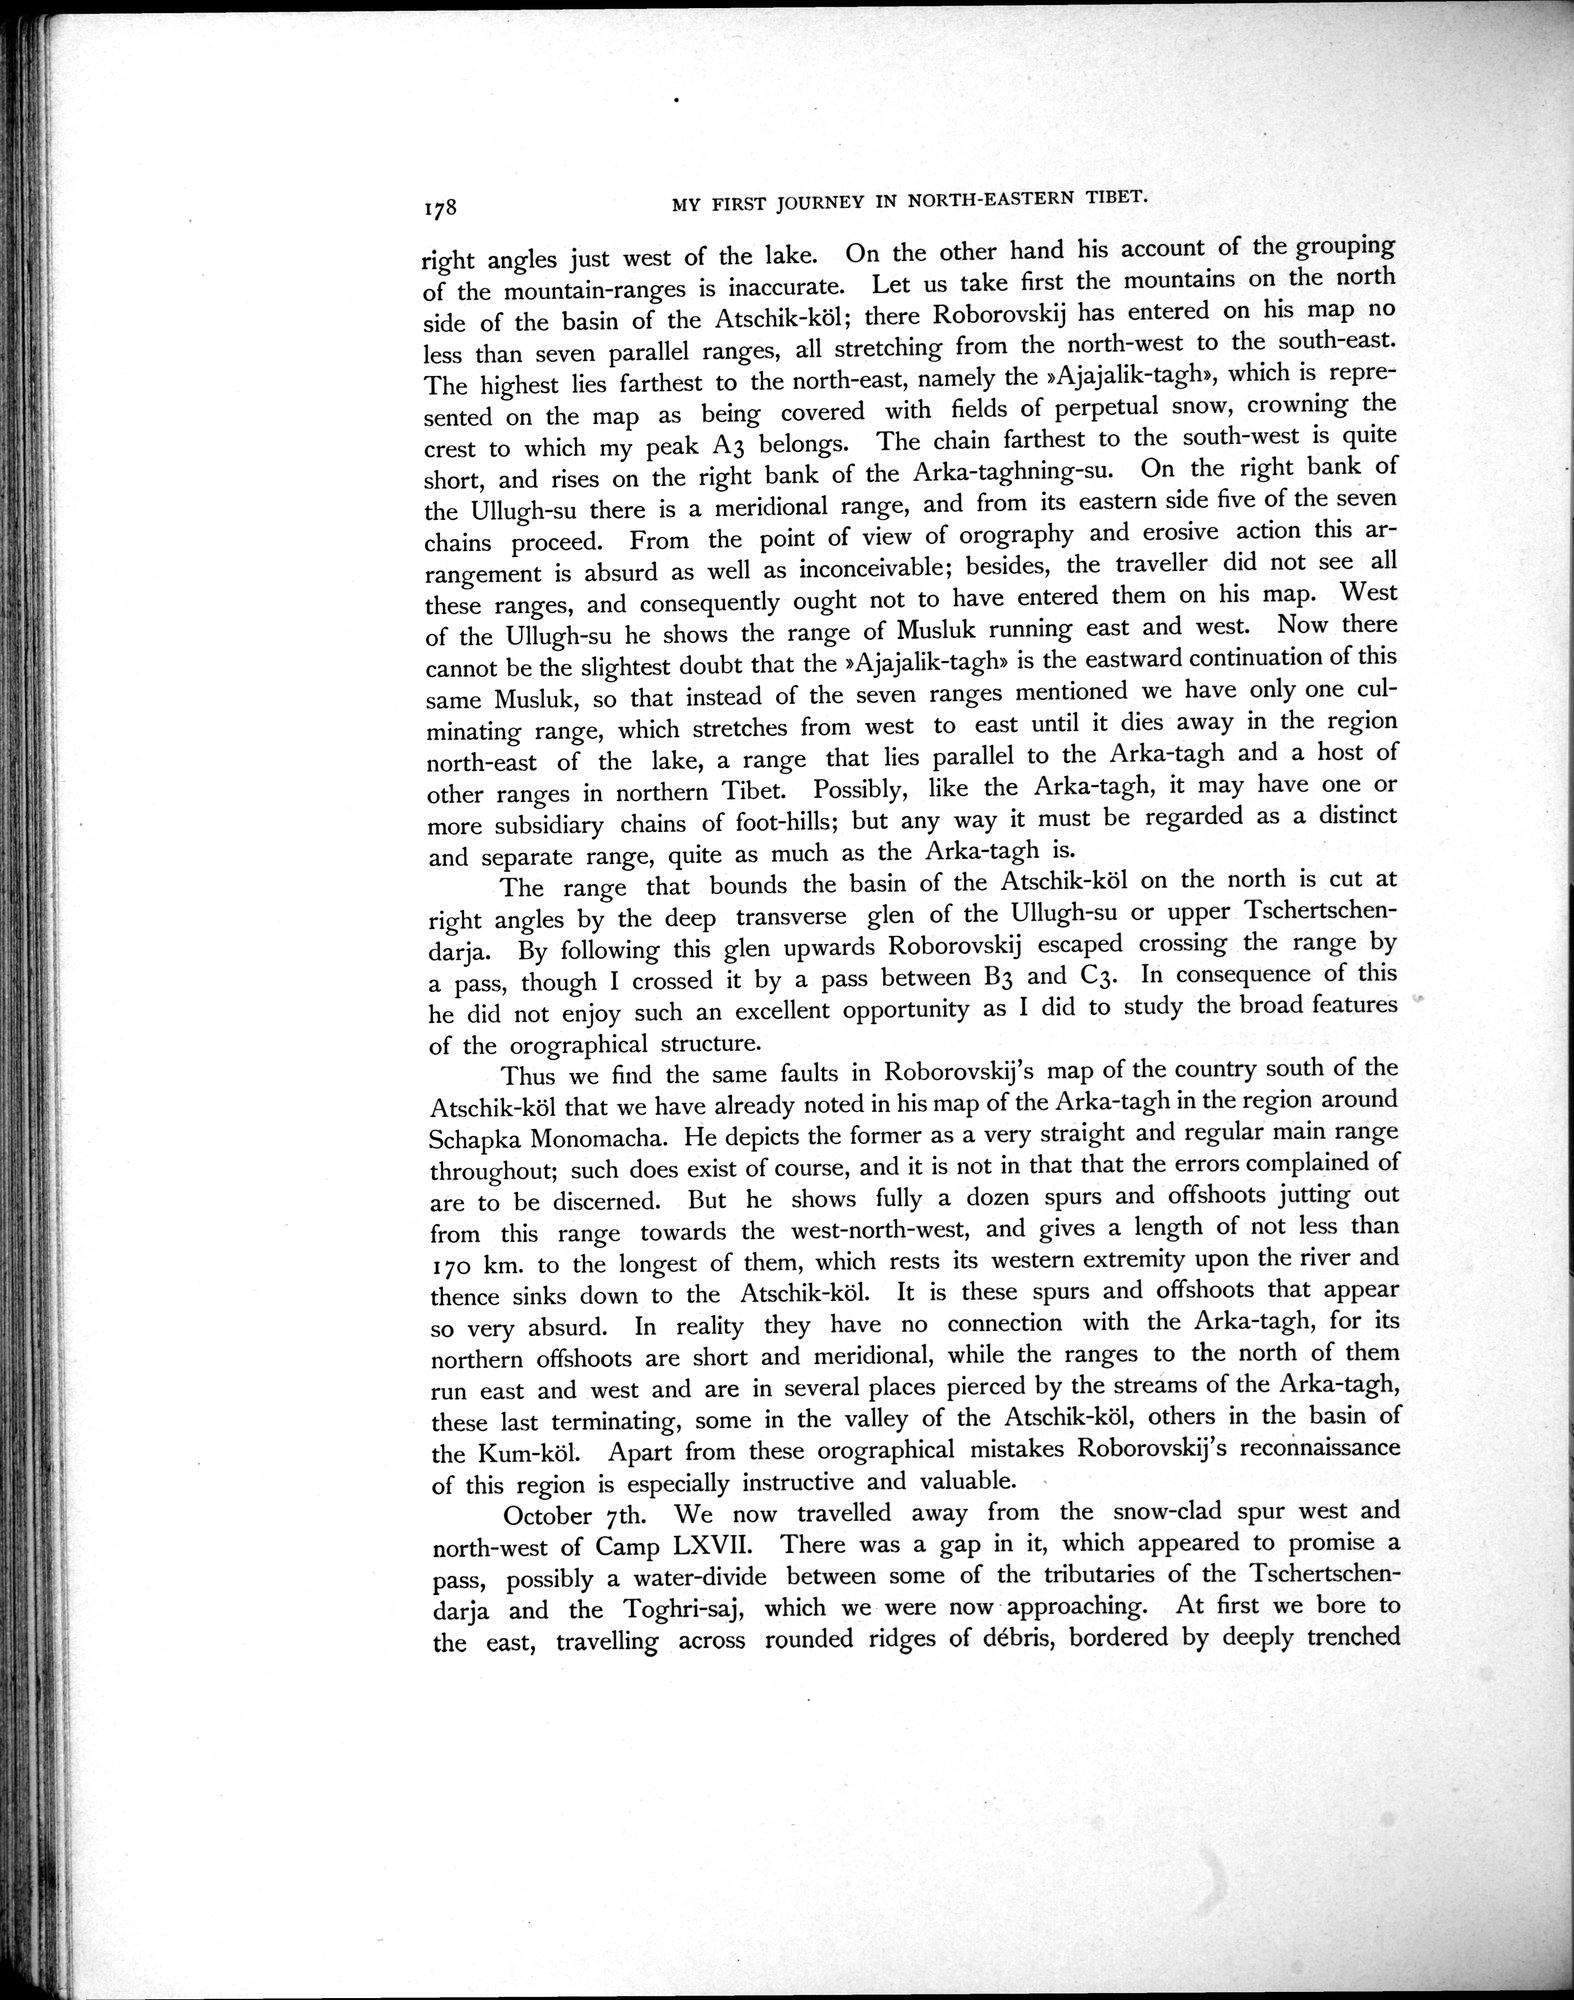 178 MY FIRST JOURNEY IN NORTH-EASTERN TIBET.
right angles just west of the lake. On the other hand his account of the grouping
of the mountain-ranges is inaccurate. Let us take first the mountains on the north
side of the basin of the Atschik-köl; there Roborovskij has entered on his map no
less than seven parallel ranges, all stretching from the north-west to the south-east.
The highest lies farthest to the north-east, namely the »Ajajalik-tagh», which is repre-
sented on the map as being covered with fields of perpetual snow, crowning the
crest to which my peak A3 belongs. The chain farthest to the south-west is quite
short, and rises on the right bank of the Arka-taghning-su. On the right bank of
the Ullugh-su there is a meridional range, and from its eastern side five of the seven
chains proceed. From the point of view of orography and erosive action this ar-
rangement is absurd as well as inconceivable; besides, the traveller did not see all
these ranges, and consequently ought not to have entered them on his map. West
of the Ullugh-su he shows the range of Musluk running east and west. Now there
cannot be the slightest doubt that the »Ajajalik-tagh» is the eastward continuation of this
same Musluk, so that instead of the seven ranges mentioned we have only one cul-
minating range, which stretches from west to east until it dies away in the region
north-east of the lake, a range that lies parallel to the Arka-tagh and a host of
other ranges in northern Tibet. Possibly, like the Arka-tagh, it may have one or
more subsidiary chains of foot-hills; but any way it must be regarded as a distinct
and separate range, quite as much as the Arka-tagh is.
The range that bounds the basin of the Atschik-köl on the north is cut at
right angles by the deep transverse glen of the Ullugh-su or upper Tschertschen-
darja. By following this glen upwards Roborovskij escaped crossing the range by
a pass, though I crossed it by a pass between B3 and C3. In consequence of this
he did not enjoy such an excellent opportunity as I did to study the broad features
of the orographical structure.
Thus we find the same faults in Roborovskij's map of the country south of the
Atschik-köl that we have already noted in his map of the Arka-tagh in the region around
Schapka Monomacha. He depicts the former as a very straight and regular main range
throughout; such does exist of course, and it is not in that that the errors complained of
are to be discerned. But he shows fully a dozen spurs and offshoots jutting out
from this range towards the west-north-west, and gives a length of not less than
170 km. to the longest of them, which rests its western extremity upon the river and
thence sinks down to the Atschik-köl. It is these spurs and offshoots that appear
so very absurd. In reality they have no connection with the Arka-tagh, for its
northern offshoots are short and meridional, while the ranges to the north of them
run east and west and are in several places pierced by the streams of the Arka-tagh,
these last terminating, some in the valley of the Atschik-köl, others in the basin of
the Kum-köl. Apart from these orographical mistakes Roborovskij's reconnaissance
of this region is especially instructive and valuable.
October 7th. We now travelled away from the snow-clad spur west and
north-west of Camp LXVII. There was a gap in it, which appeared to promise a
pass, possibly a water-divide between some of the tributaries of the Tschertschen-
darja and the Toghri-saj, which we were now approaching. At first we bore to
the east, travelling across rounded ridges of débris, bordered by deeply trenched